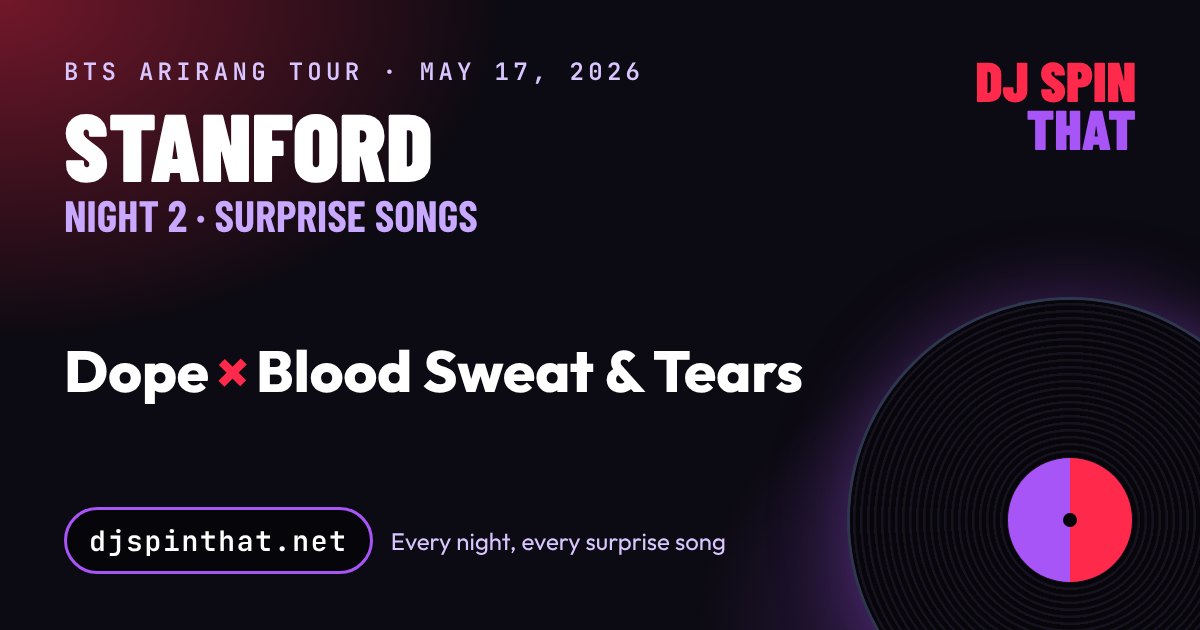 BTS ARIRANG TOUR · MAY 17, 2026
STANFORD
NIGHT 2 · SURPRISE SONGS
DJ SPIN
THAT
Dope × Blood Sweat & Tears
djspinthat.net
Every night, every surprise song